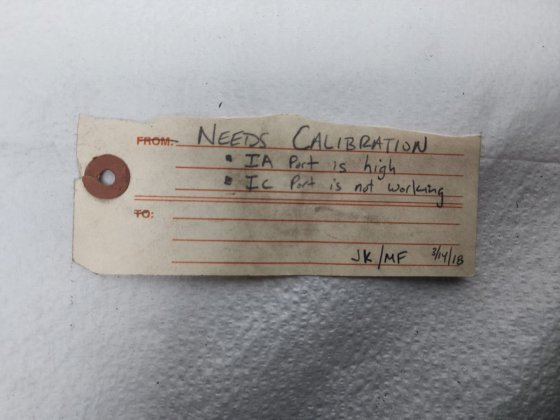 FROM: NEEDS CALIBRATION
• IA Port is high
• IC Port is not working
TO:
JK/MF 3/14/18